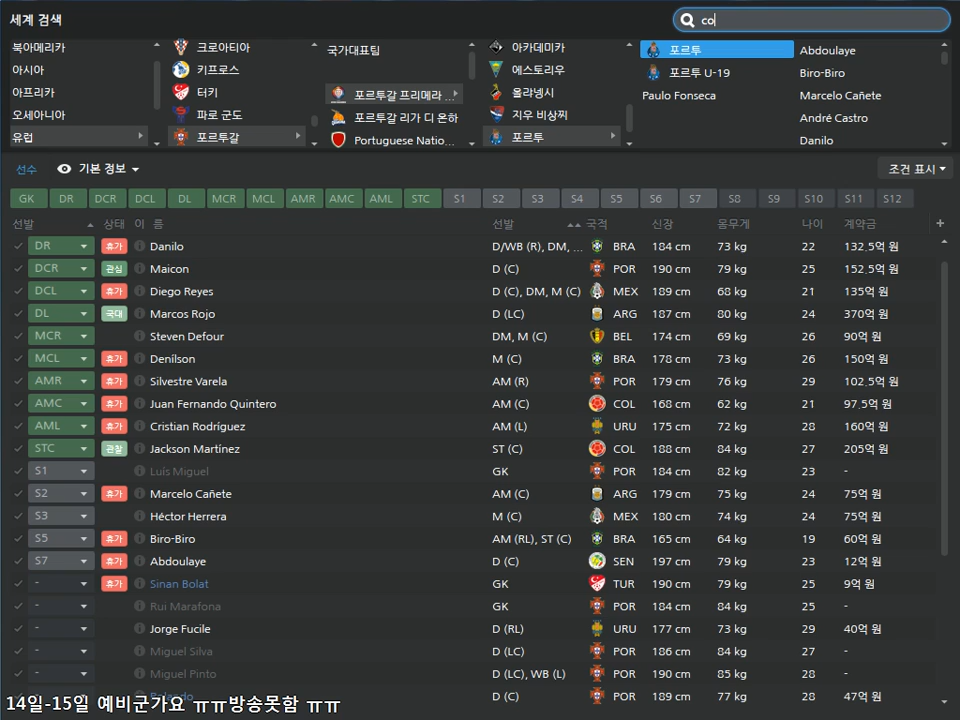 세계 검색
co
북아메리카
아시아
아프리카
오세아니아
유럽
크로아티아
키프로스
터키
파로 군도
포르투갈
국가대표팀
포르투갈 프리메라 ...
포르투갈 리가 디 온하
Portuguese Natio...
아카데미카
에스토리우
올라넹시
지우 비상찌
포르투
포르투
포르투 U-19
Paulo Fonseca
Abdoulaye
Biro-Biro
Marcelo Cañete
André Castro
Danilo
선수 기본 정보 조건 표시
GK DR DCR DCL DL MCR MCL AMR AMC AML STC S1 S2 S3 S4 S5 S6 S7 S8 S9 S10 S11 S12
선발 상태 이 름 선발 국적 신장 몸무게 나이 계약금 +
DR 휴가 Danilo D/WB (R), DM, ... BRA 184 cm 73 kg 22 132.5억 원
DCR 관심 Maicon D (C) POR 190 cm 79 kg 25 152.5억 원
DCL 휴가 Diego Reyes D (C), DM, M (C) MEX 189 cm 68 kg 21 135억 원
DL 국대 Marcos Rojo D (LC) ARG 187 cm 80 kg 24 370억 원
MCR Steven Defour DM, M (C) BEL 174 cm 69 kg 26 90억 원
MCL 휴가 Denílson M (C) BRA 178 cm 73 kg 26 150억 원
AMR 휴가 Silvestre Varela AM (R) POR 179 cm 76 kg 29 102.5억 원
AMC 휴가 Juan Fernando Quintero AM (C) COL 168 cm 62 kg 21 97.5억 원
AML 휴가 Cristian Rodríguez AM (L) URU 175 cm 72 kg 28 160억 원
STC 관찰 Jackson Martínez ST (C) COL 188 cm 84 kg 27 205억 원
S1 Luís Miguel GK POR 184 cm 82 kg 23 -
S2 휴가 Marcelo Cañete AM (C) ARG 179 cm 75 kg 24 75억 원
S3 Héctor Herrera M (C) MEX 180 cm 74 kg 24 75억 원
S5 휴가 Biro-Biro AM (RL), ST (C) BRA 165 cm 64 kg 19 60억 원
S7 휴가 Abdoulaye D (C) SEN 197 cm 79 kg 23 12억 원
- 휴가 Sinan Bolat GK TUR 190 cm 79 kg 25 9억 원
- Rui Marafona GK POR 184 cm 84 kg 25 -
- Jorge Fucile D (RL) URU 177 cm 73 kg 29 40억 원
- Miguel Silva D (LC) POR 186 cm 84 kg 27 -
- Miguel Pinto D (LC), WB (L) POR 190 cm 85 kg 28 -
- Rolando D (C) POR 189 cm 77 kg 28 47억 원
14일-15일 예비군가요 ㅠㅠ방송못함 ㅠㅠ